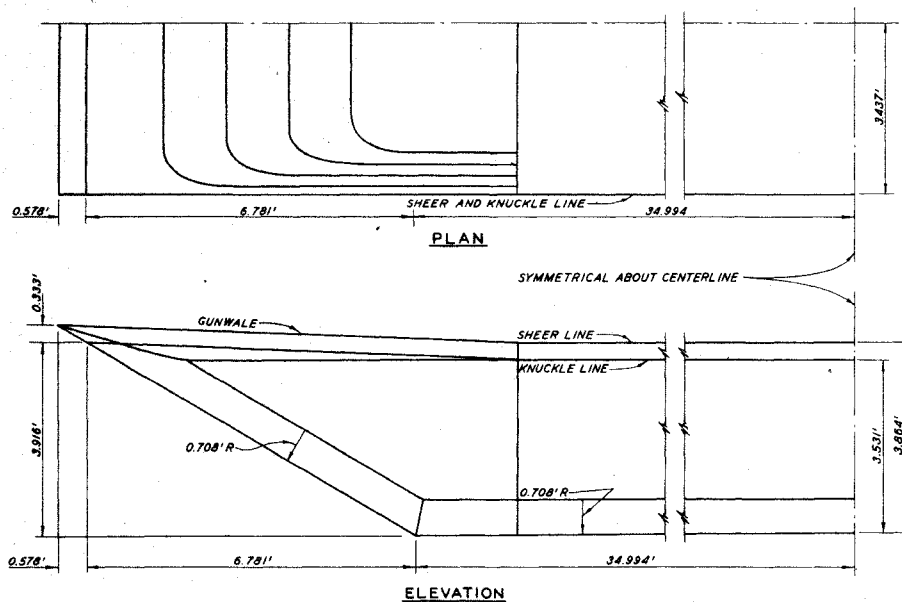 3.437'
SHEER AND KNUCKLE LINE
0.578'
6.781'
34.994
PLAN
SYMMETRICAL ABOUT CENTERLINE
0.333'
GUNWALE
SHEER LINE
KNUCKLE LINE
3.916'
0.708' R
0.708' R
3.531'
3.864'
0.578'
6.781'
34.994'
ELEVATION